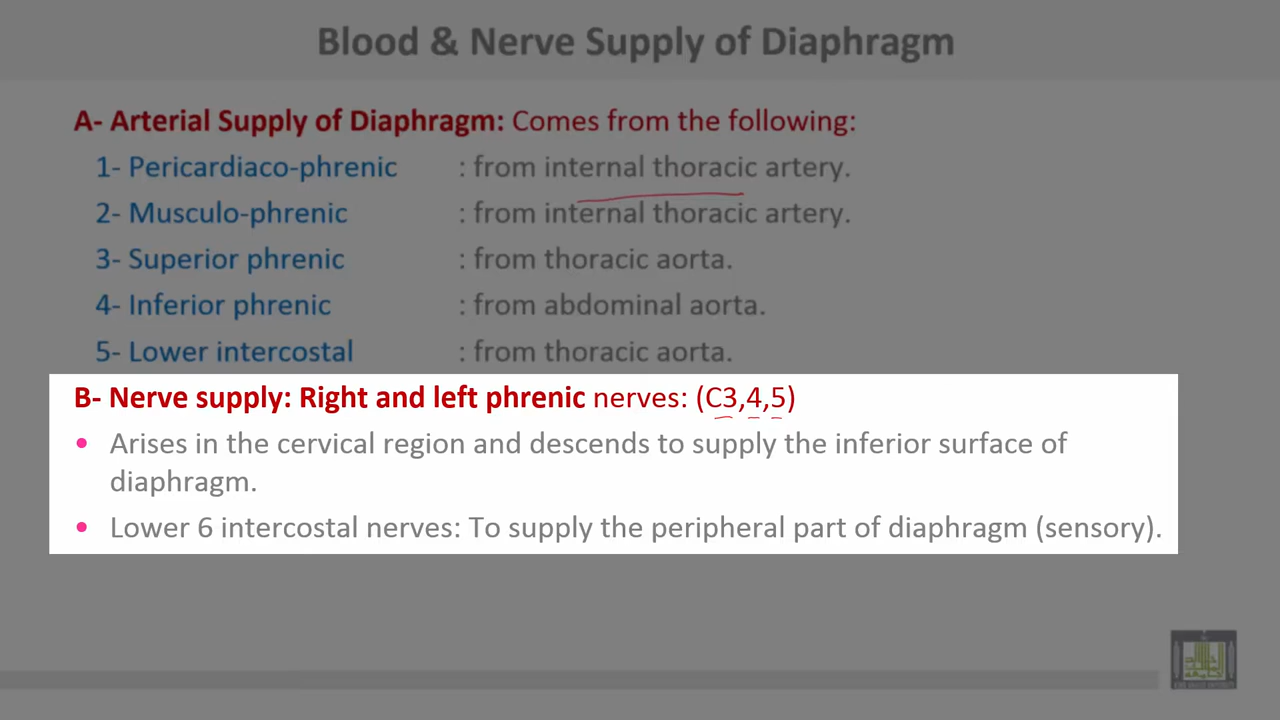 Blood & Nerve Supply of Diaphragm
A- Arterial Supply of Diaphragm: Comes from the following:
1- Pericardiaco-phrenic : from internal thoracic artery.
2- Musculo-phrenic : from internal thoracic artery.
3- Superior phrenic : from thoracic aorta.
4- Inferior phrenic : from abdominal aorta.
5- Lower intercostal : from thoracic aorta.
B- Nerve supply: Right and left phrenic nerves: (C3,4,5)
• Arises in the cervical region and descends to supply the inferior surface of
diaphragm.
• Lower 6 intercostal nerves: To supply the peripheral part of diaphragm (sensory).